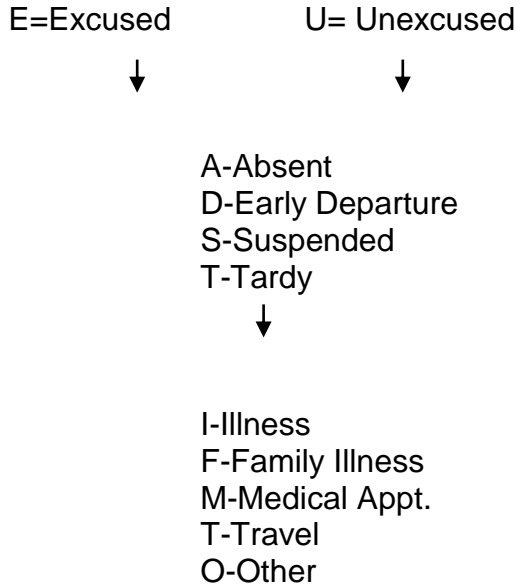 E=Excused U= Unexcused
A-Absent
D-Early Departure
S-Suspended
T-Tardy
I-Illness
F-Family Illness
M-Medical Appt.
T-Travel
O-Other